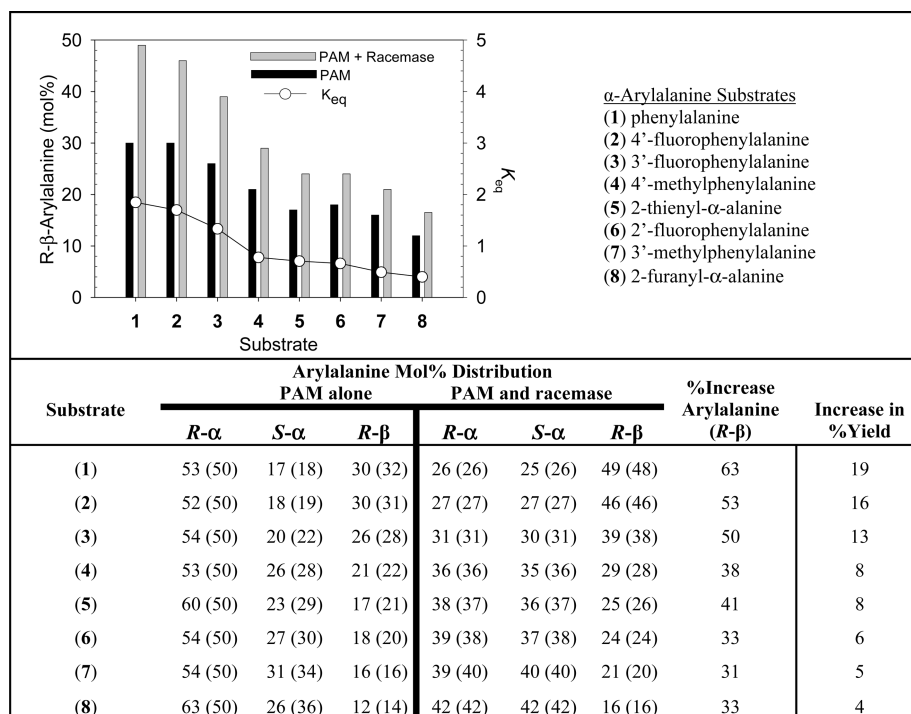 50
40
30
20
10
0
R-β-Arylalanine (mol%)
PAM + Racemase
PAM
Keq
5
4
3
2
1
0
Keq
1 2 3 4 5 6 7 8
Substrate
α-Arylalanine Substrates
(1) phenylalanine
(2) 4'-fluorophenylalanine
(3) 3'-fluorophenylalanine
(4) 4'-methylphenylalanine
(5) 2-thienyl-α-alanine
(6) 2'-fluorophenylalanine
(7) 3'-methylphenylalanine
(8) 2-furanyl-α-alanine
Arylalanine Mol% Distribution
Substrate PAM alone PAM and racemase %Increase Arylalanine (R-β) Increase in %Yield
R-α S-α R-β R-α S-α R-β
(1) 53 (50) 17 (18) 30 (32) 26 (26) 25 (26) 49 (48) 63 19
(2) 52 (50) 18 (19) 30 (31) 27 (27) 27 (27) 46 (46) 53 16
(3) 54 (50) 20 (22) 26 (28) 31 (31) 30 (31) 39 (38) 50 13
(4) 53 (50) 26 (28) 21 (22) 36 (36) 35 (36) 29 (28) 38 8
(5) 60 (50) 23 (29) 17 (21) 38 (37) 36 (37) 25 (26) 41 8
(6) 54 (50) 27 (30) 18 (20) 39 (38) 37 (38) 24 (24) 33 6
(7) 54 (50) 31 (34) 16 (16) 39 (40) 40 (40) 21 (20) 31 5
(8) 63 (50) 26 (36) 12 (14) 42 (42) 42 (42) 16 (16) 33 4